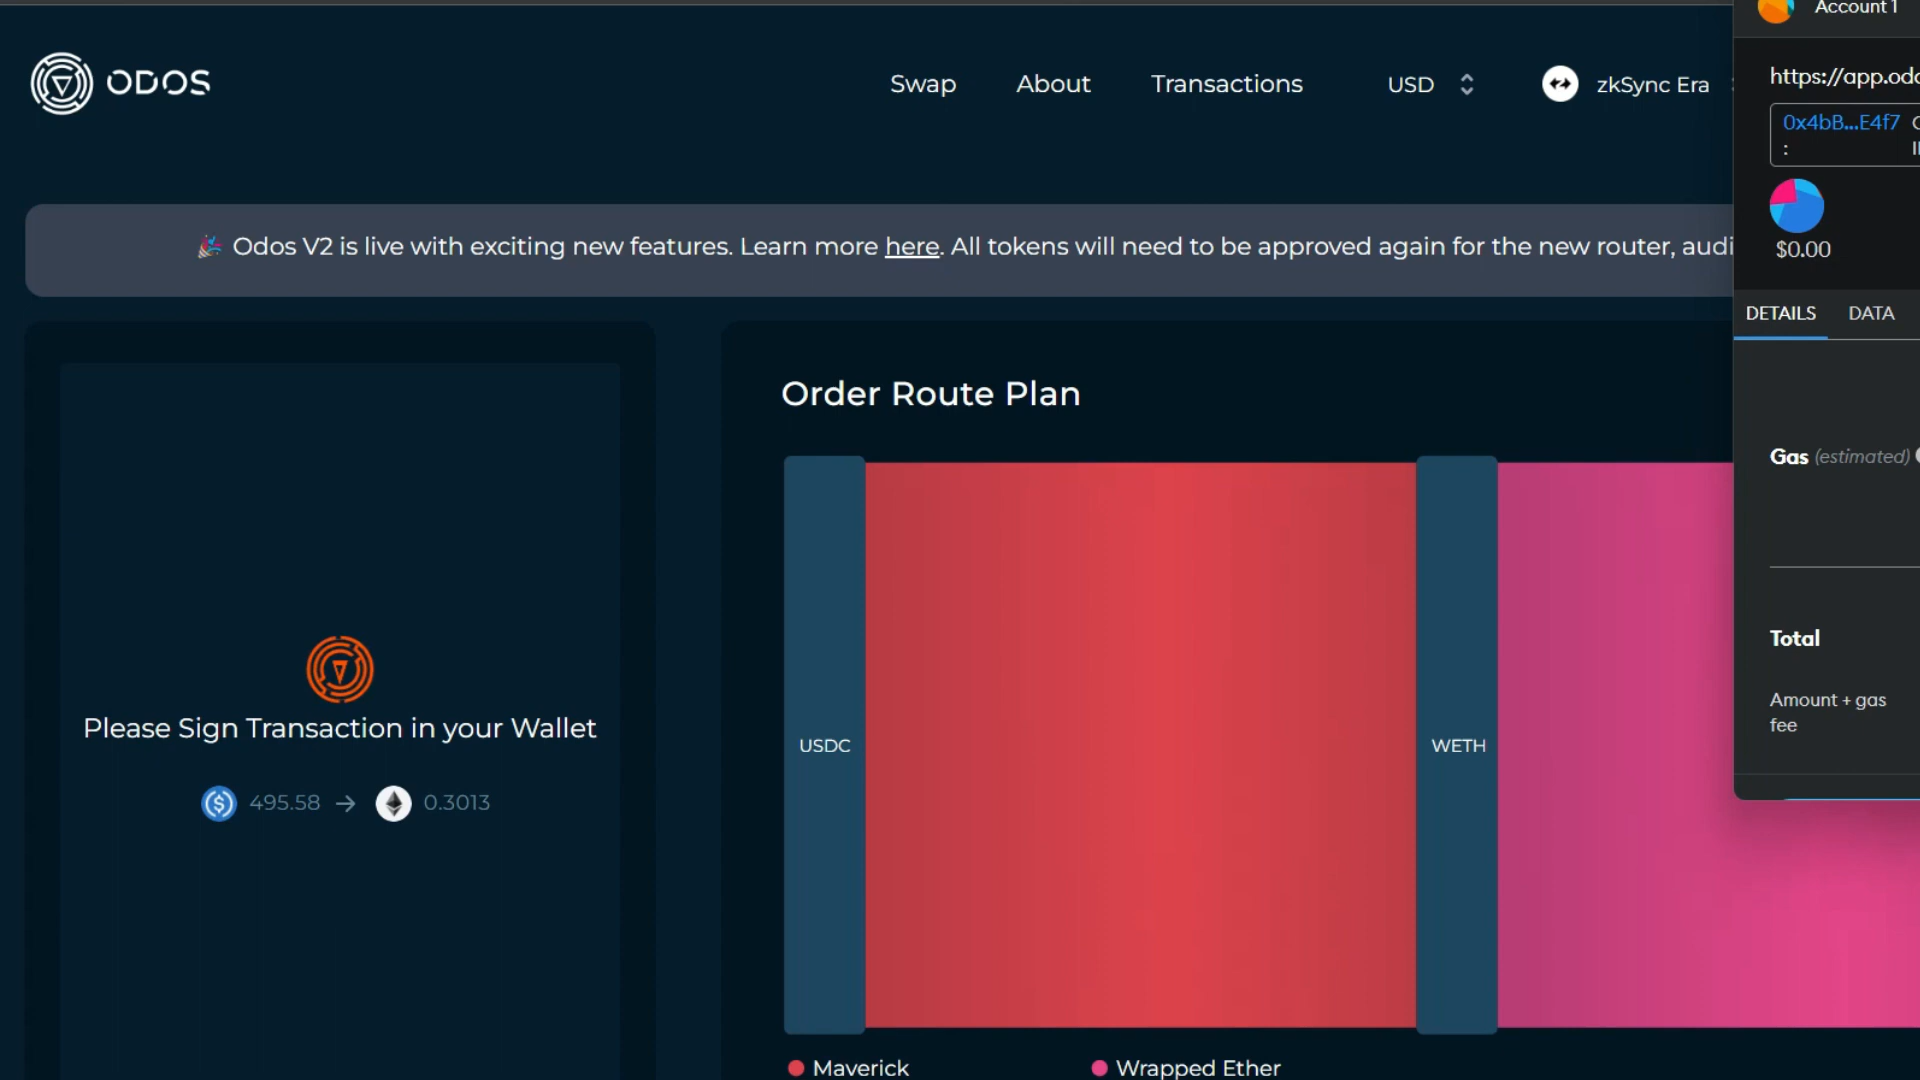 ODOS
Swap
About
Transactions
USD
zkSync Era
Odos V2 is live with exciting new features. Learn more here. All tokens will need to be approved again for the new router,
Please Sign Transaction in your Wallet
495.58 → 0.3013
Order Route Plan
USDC
WETH
Maverick
Wrapped Ether
Account 1
https://app.odo
0x4bB...E4f7
:
$0.00
DETAILS
DATA
Gas (estimated)
Total
Amount + gas
fee